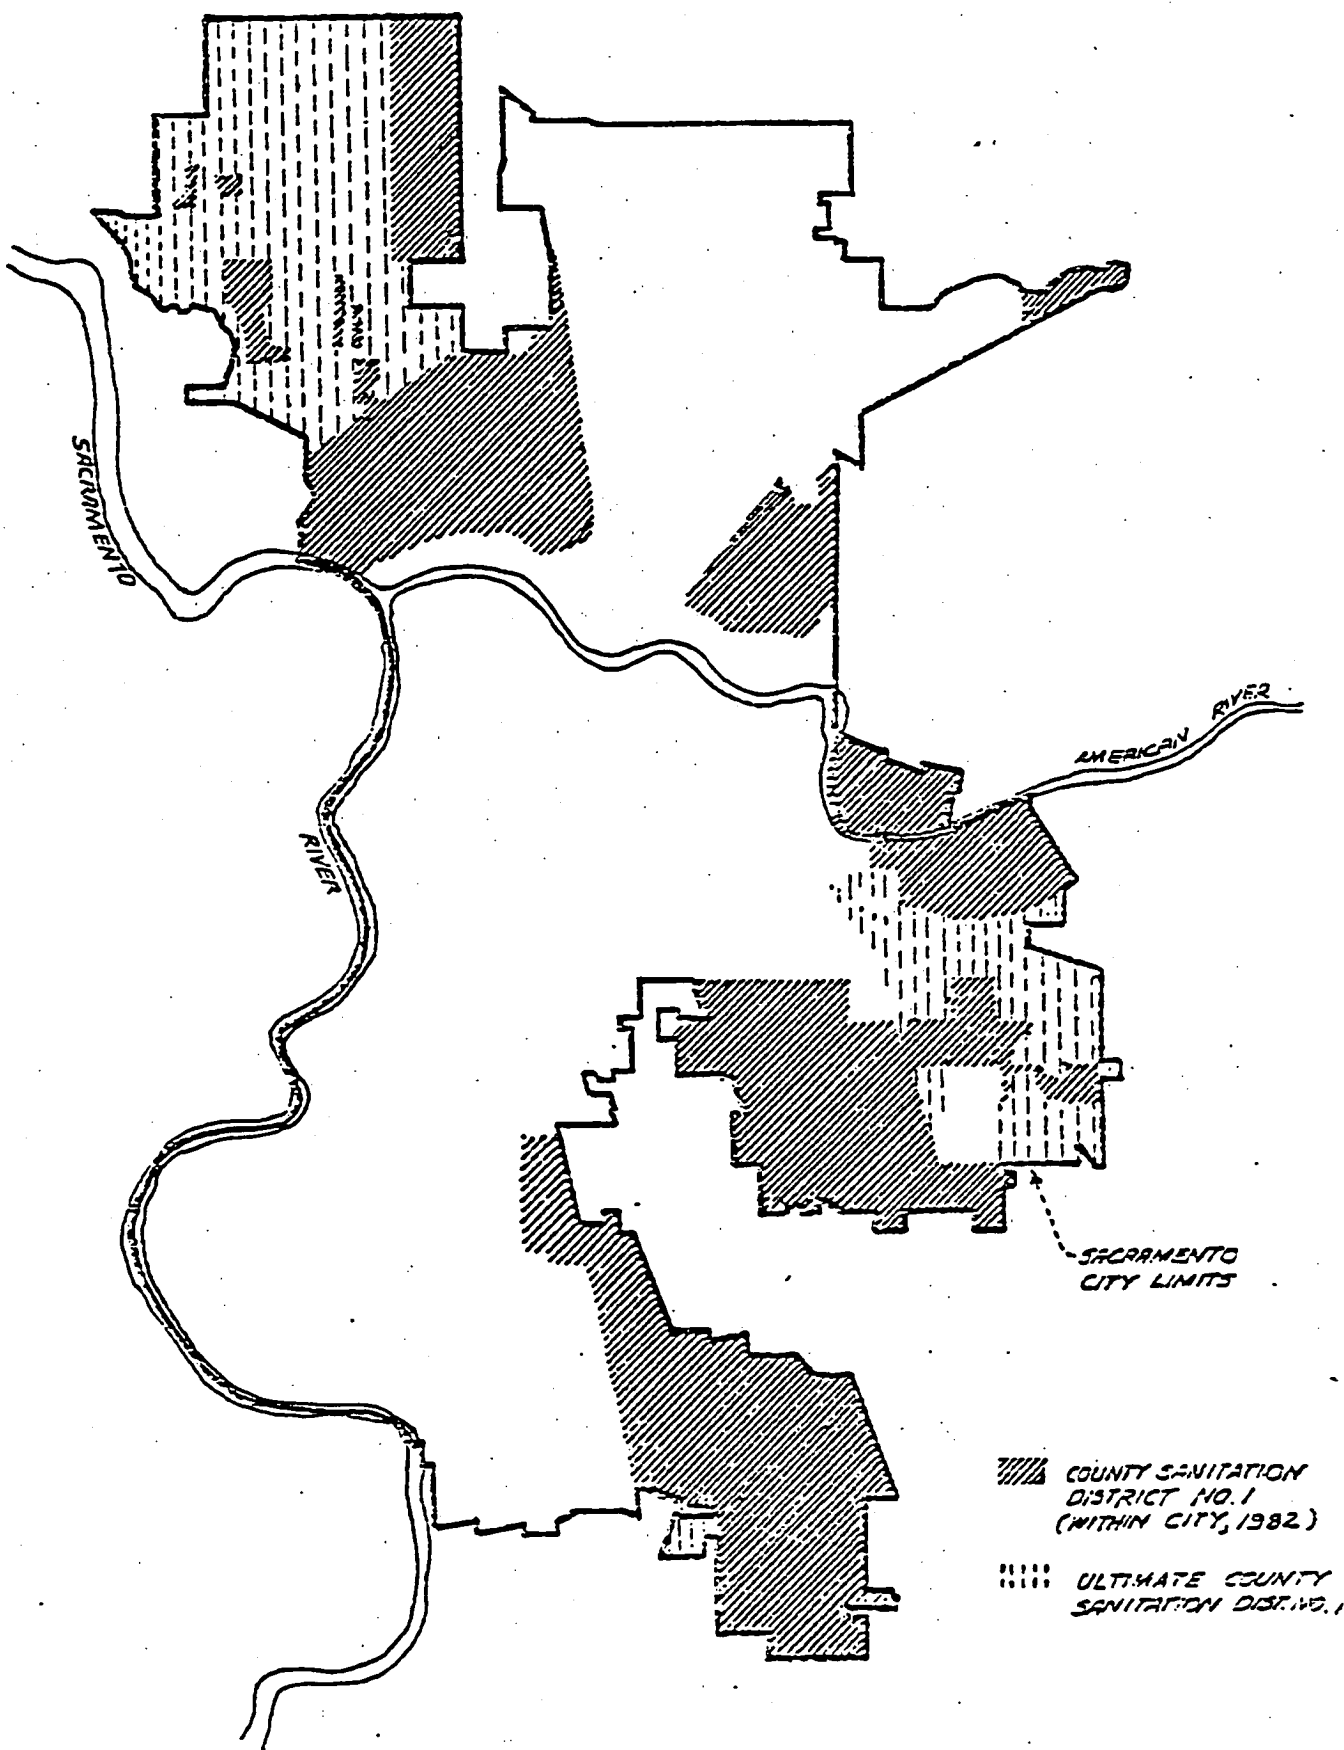 SACRAMENTO
RIVER
AMERICAN RIVER
SACRAMENTO
CITY LIMITS
COUNTY SANITATION
DISTRICT NO. 1
(WITHIN CITY, 1982)
ULTIMATE COUNTY
SANITATION DIST. NO. 1